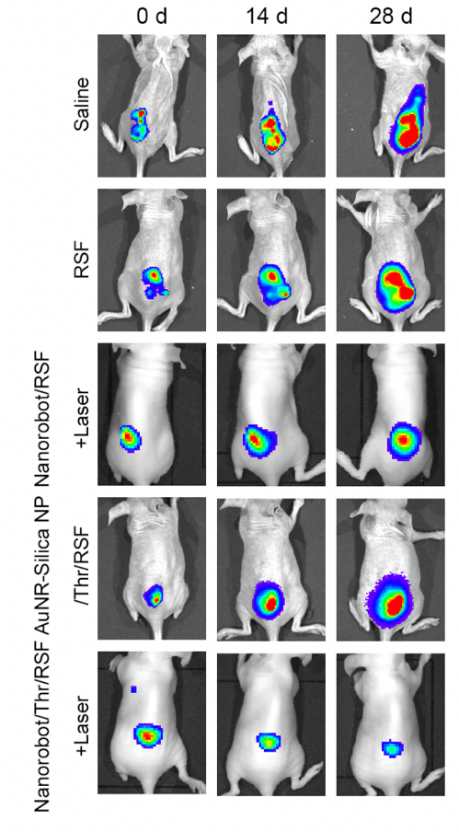 0 d 14 d 28 d
Saline
RSF
Nanorobot/RSF
+Laser
AuNR-Silica NP
/Thr/RSF
Nanorobot/Thr/RSF
+Laser